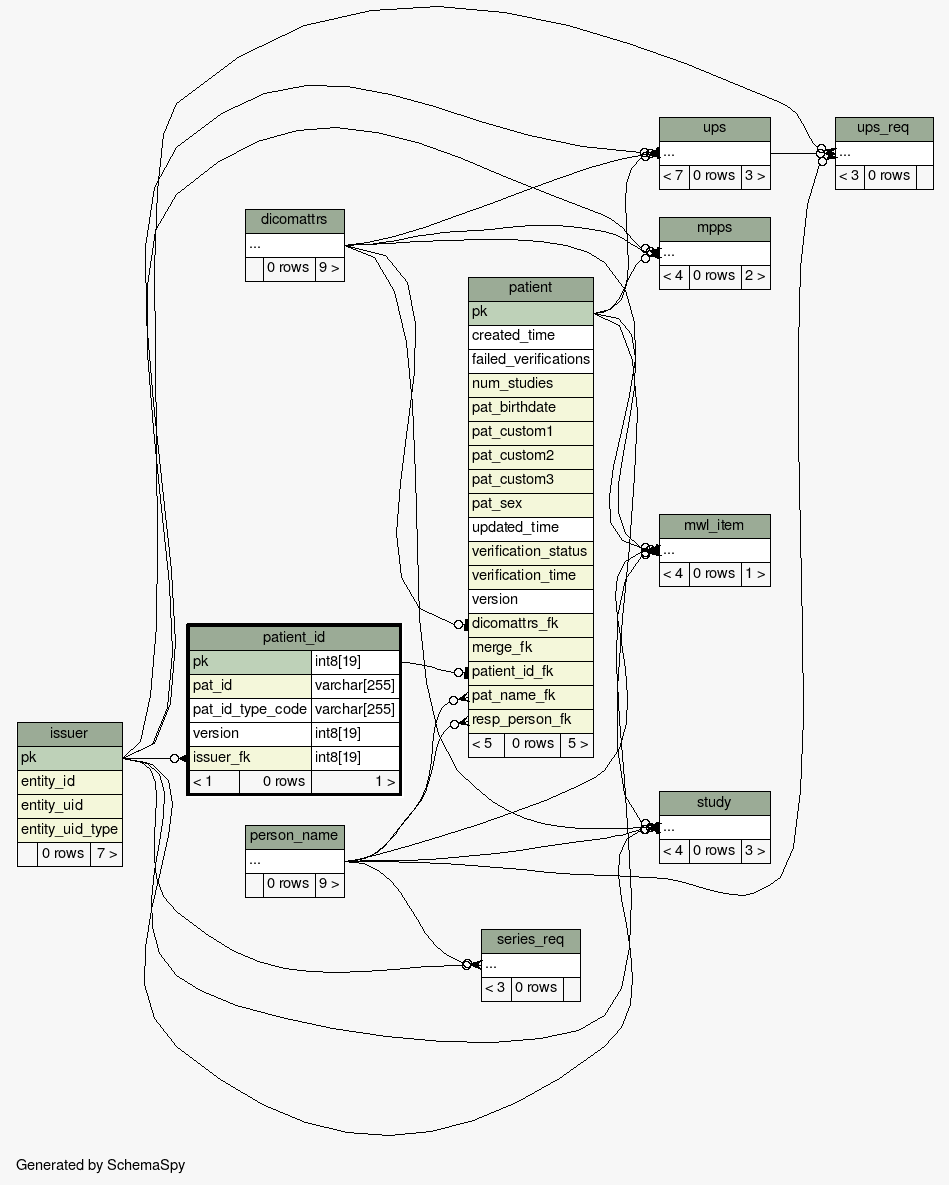 ups
...
< 7 0 rows 3 >
ups_req
...
< 3 0 rows
dicomattrs
...
0 rows 9 >
mpps
...
< 4 0 rows 2 >
patient
pk
created_time
failed_verifications
num_studies
pat_birthdate
pat_custom1
pat_custom2
pat_custom3
pat_sex
updated_time
verification_status
verification_time
version
dicomattrs_fk
merge_fk
patient_id_fk
pat_name_fk
resp_person_fk
< 5 0 rows 5 >
mwl_item
...
< 4 0 rows 1 >
patient_id
pk int8[19]
pat_id varchar[255]
pat_id_type_code varchar[255]
version int8[19]
issuer_fk int8[19]
< 1 0 rows 1 >
issuer
pk
entity_id
entity_uid
entity_uid_type
0 rows 7 >
study
...
< 4 0 rows 3 >
person_name
...
0 rows 9 >
series_req
...
< 3 0 rows
Generated by SchemaSpy